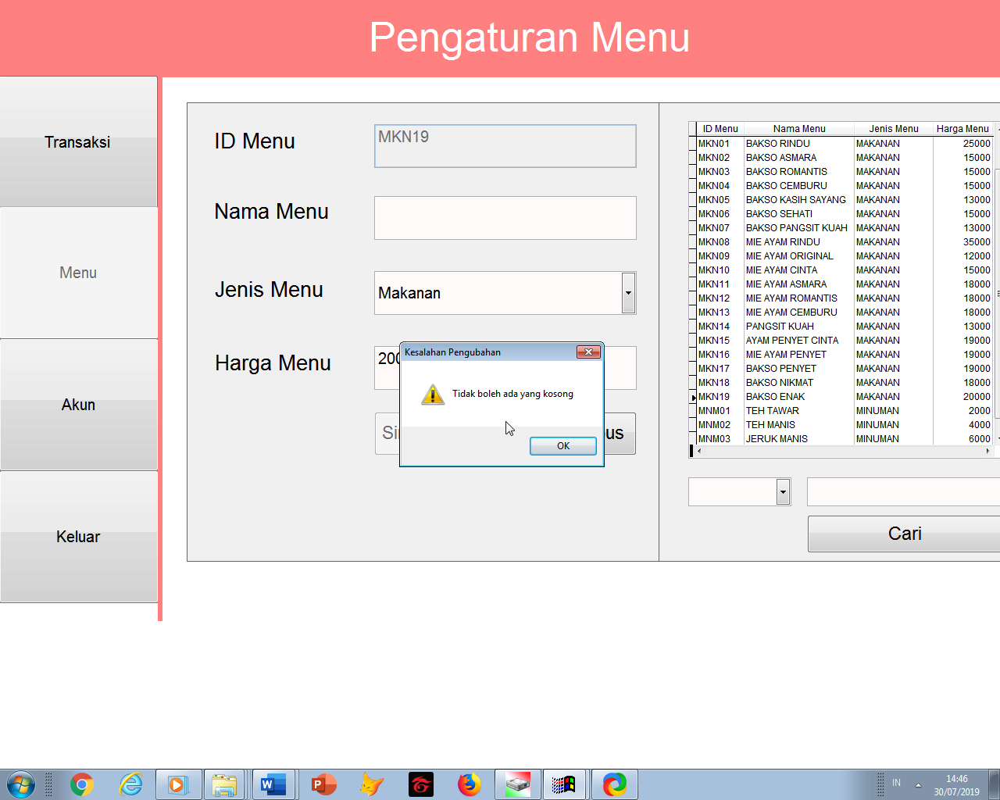 Pengaturan Menu
Transaksi
Menu
Akun
Keluar
ID Menu
MKN19
Nama Menu
Jenis Menu
Makanan
Harga Menu
Kesalahan Pengubahan
Tidak boleh ada yang kosong
OK
ID Menu Nama Menu Jenis Menu Harga Menu
MKN01 BAKSO RINDU MAKANAN 25000
MKN02 BAKSO ASMARA MAKANAN 15000
MKN03 BAKSO ROMANTIS MAKANAN 15000
MKN04 BAKSO CEMBURU MAKANAN 15000
MKN05 BAKSO KASIH SAYANG MAKANAN 13000
MKN06 BAKSO SEHATI MAKANAN 15000
MKN07 BAKSO PANGSIT KUAH MAKANAN 13000
MKN08 MIE AYAM RINDU MAKANAN 35000
MKN09 MIE AYAM ORIGINAL MAKANAN 12000
MKN10 MIE AYAM CINTA MAKANAN 15000
MKN11 MIE AYAM ASMARA MAKANAN 18000
MKN12 MIE AYAM ROMANTIS MAKANAN 18000
MKN13 MIE AYAM CEMBURU MAKANAN 18000
MKN14 PANGSIT KUAH MAKANAN 13000
MKN15 AYAM PENYET CINTA MAKANAN 19000
MKN16 MIE AYAM PENYET MAKANAN 19000
MKN17 BAKSO PENYET MAKANAN 19000
MKN18 BAKSO NIKMAT MAKANAN 18000
MKN19 BAKSO ENAK MAKANAN 20000
MNM01 TEH TAWAR MINUMAN 2000
MNM02 TEH MANIS MINUMAN 4000
MNM03 JERUK MANIS MINUMAN 6000
Cari
IN
14:46
30/07/2019